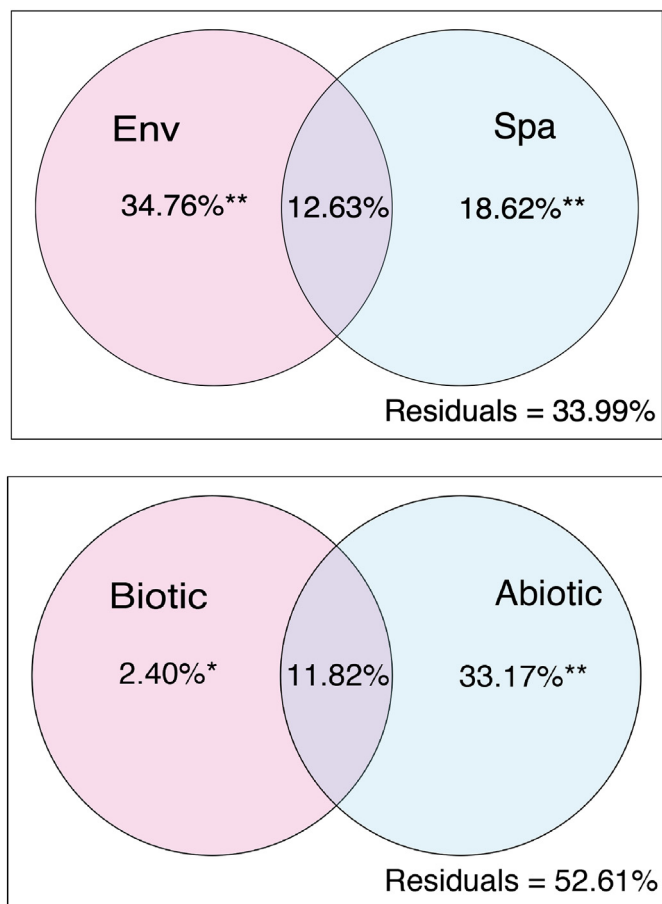 Env
Spa
34.76%**
12.63%
18.62%**
Residuals = 33.99%
Biotic
Abiotic
2.40%*
11.82%
33.17%**
Residuals = 52.61%